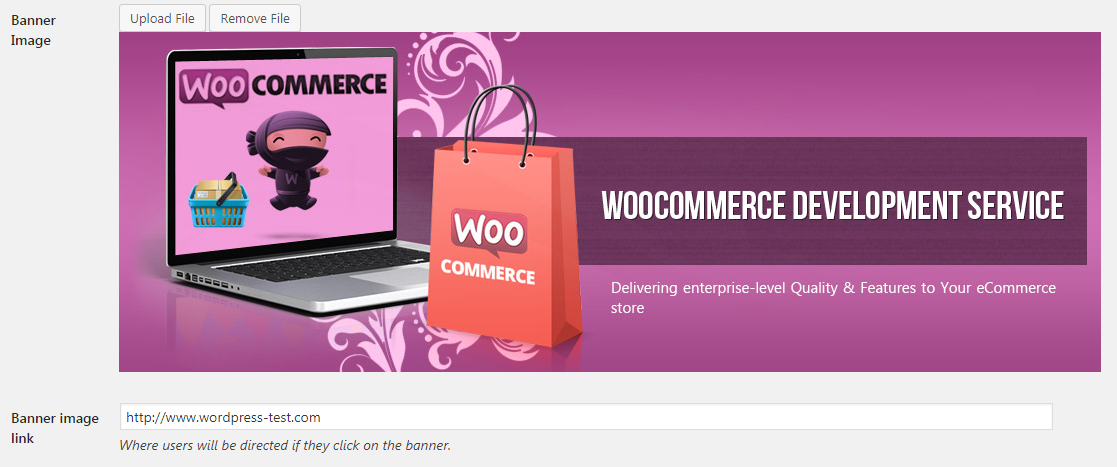 Banner
Image
Upload File
Remove File
WOO COMMERCE
W
WOO
COMMERCE
WOOCOMMERCE DEVELOPMENT SERVICE
Delivering enterprise-level Quality & Features to Your eCommerce
store
Banner image
link
http://www.wordpress-test.com
Where users will be directed if they click on the banner.